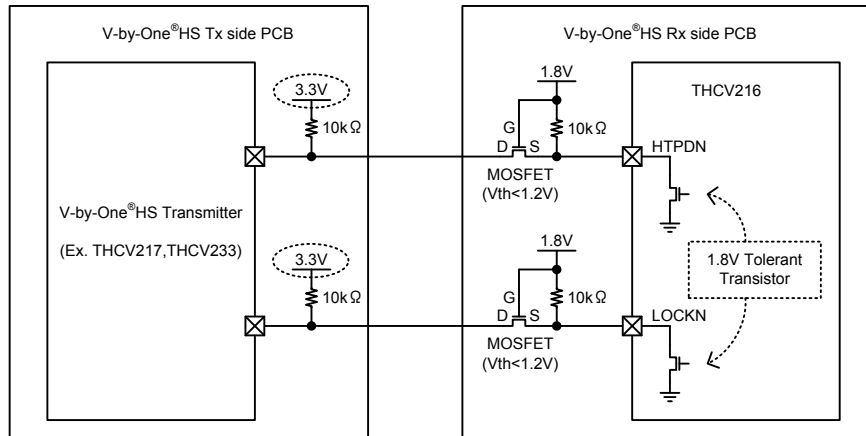 V-by-One®HS Tx side PCB
V-by-One®HS Rx side PCB
3.3V
10kΩ
1.8V
10kΩ
G
D
S
MOSFET
(Vth<1.2V)
THCV216
HTPDN
V-by-One®HS Transmitter
(Ex. THCV217,THCV233)
3.3V
10kΩ
1.8V
10kΩ
G
D
S
MOSFET
(Vth<1.2V)
1.8V Tolerant
Transistor
LOCKN